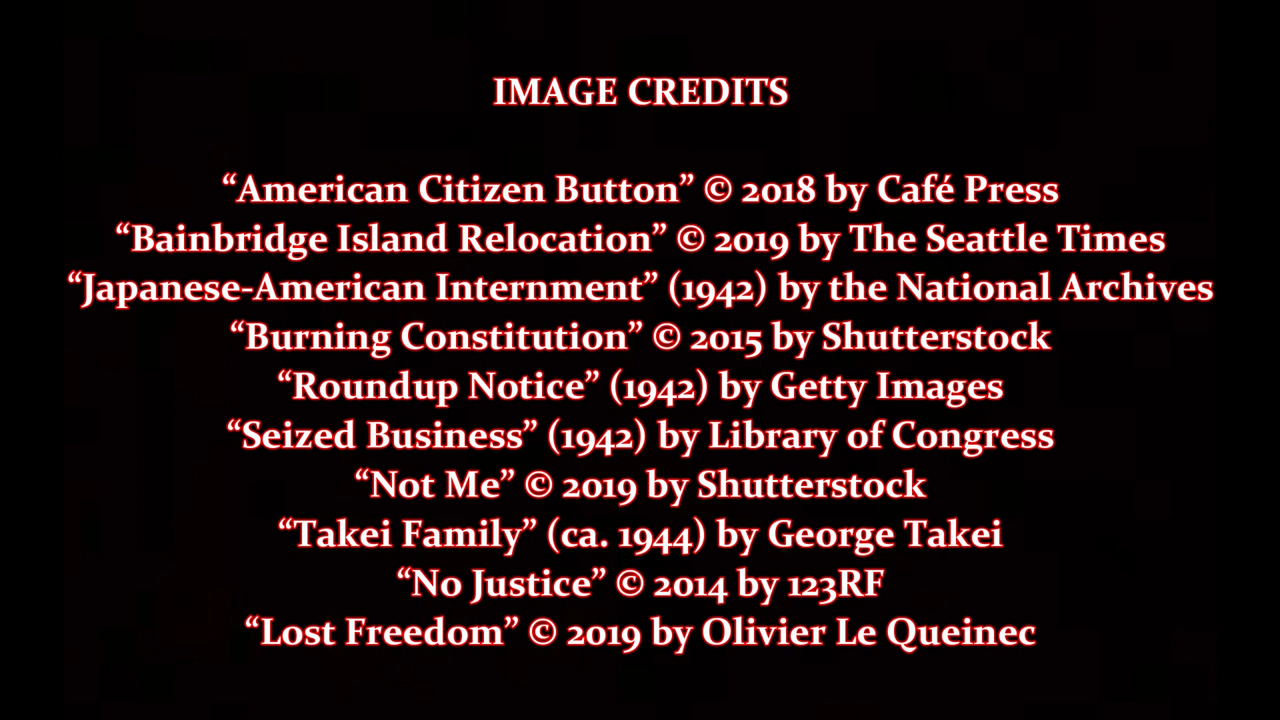 IMAGE CREDITS
“American Citizen Button” © 2018 by Café Press
“Bainbridge Island Relocation” © 2019 by The Seattle Times
“Japanese-American Internment” (1942) by the National Archives
“Burning Constitution” © 2015 by Shutterstock
“Roundup Notice” (1942) by Getty Images
“Seized Business” (1942) by Library of Congress
“Not Me” © 2019 by Shutterstock
“Takei Family” (ca. 1944) by George Takei
“No Justice” © 2014 by 123RF
“Lost Freedom” © 2019 by Olivier Le Queinec